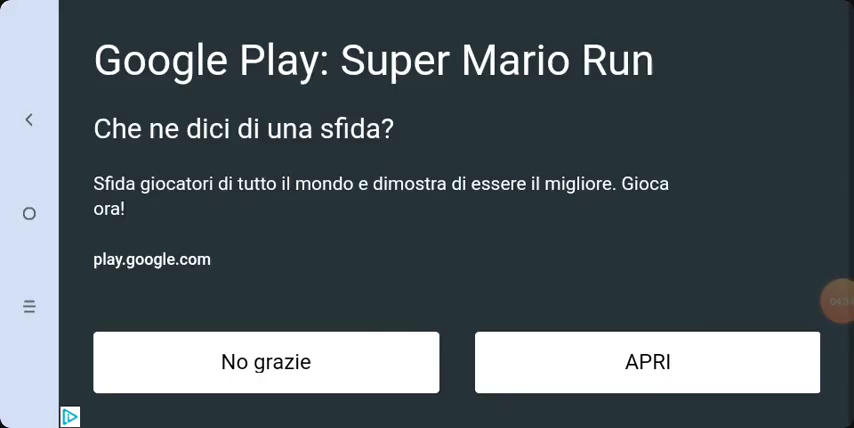 Google Play: Super Mario Run
Che ne dici di una sfida?
Sfida giocatori di tutto il mondo e dimostra di essere il migliore. Gioca
ora!
play.google.com
No grazie
APRI